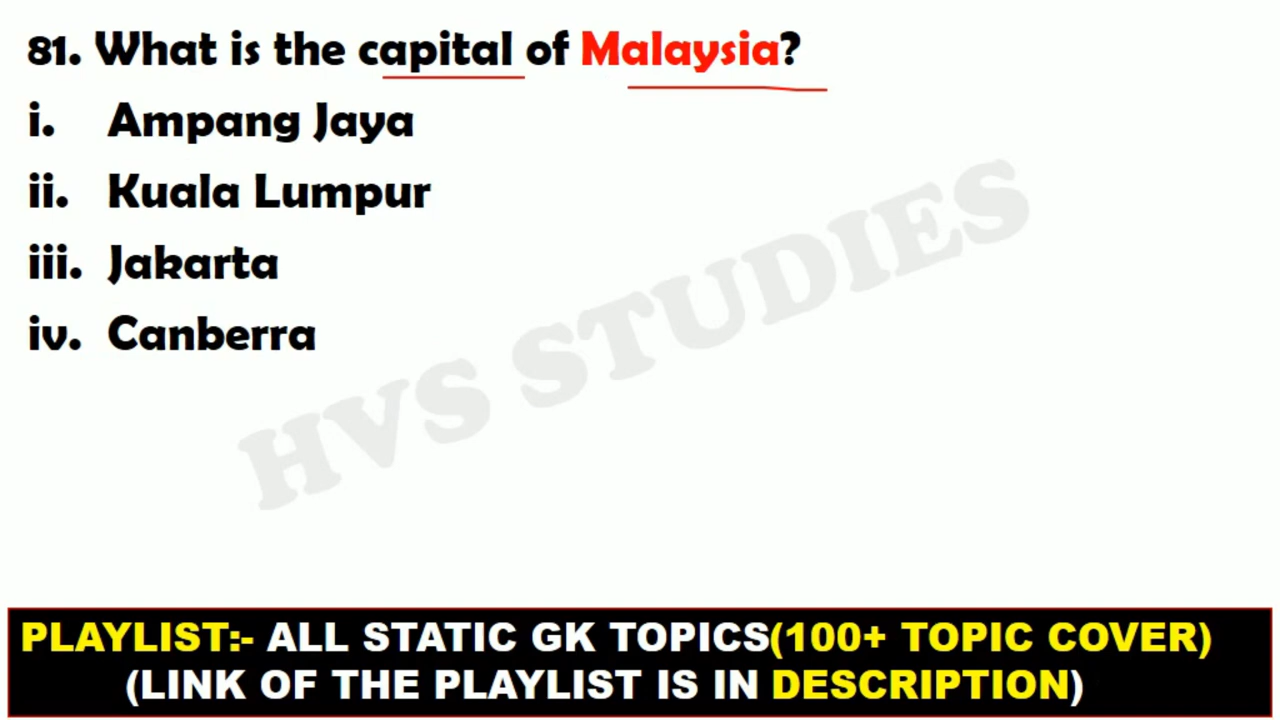 81. What is the capital of Malaysia?
i. Ampang Jaya
ii. Kuala Lumpur
iii. Jakarta
iv. Canberra
HVS STUDIES
PLAYLIST:- ALL STATIC GK TOPICS(100+ TOPIC COVER)
(LINK OF THE PLAYLIST IS IN DESCRIPTION)